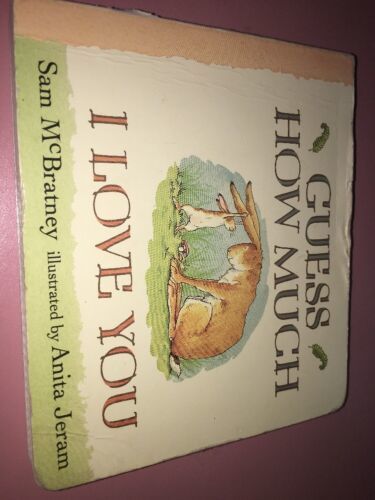 GUESS
HOW MUCH
I LOVE YOU
Sam McBratney illustrated by Anita Jeram